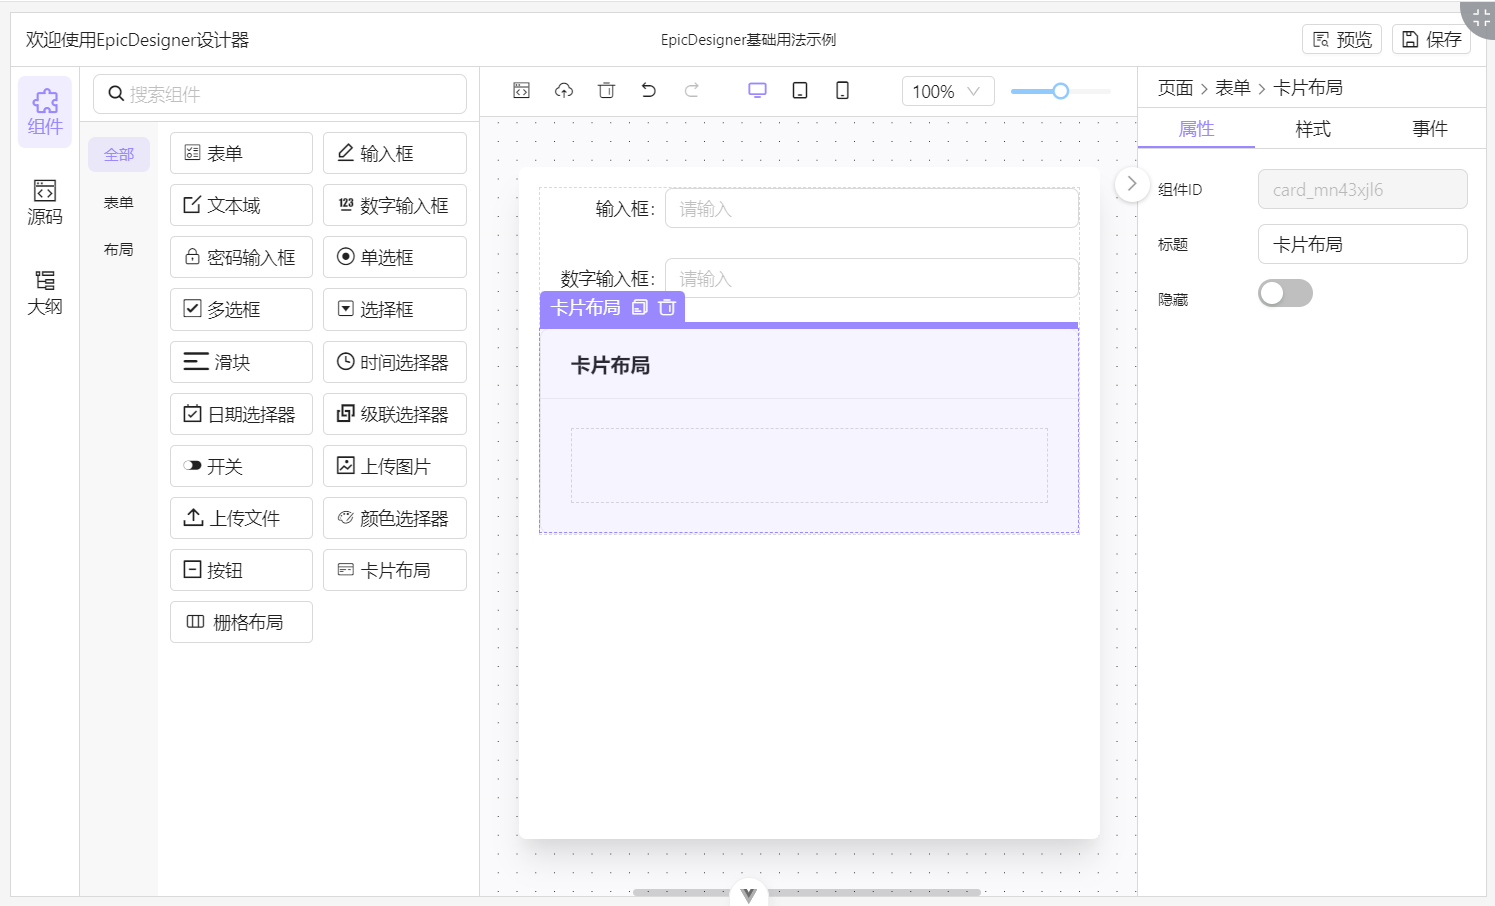 欢迎使用EpicDesigner设计器
EpicDesigner基础用法示例
预览
保存
组件
源码
大纲
搜索组件
全部
表单
布局
表单
输入框
文本域
123 数字输入框
密码输入框
单选框
多选框
选择框
滑块
时间选择器
日期选择器
级联选择器
开关
上传图片
上传文件
颜色选择器
按钮
卡片布局
栅格布局
100%
输入框:
请输入
数字输入框:
请输入
卡片布局
卡片布局
页面 > 表单 > 卡片布局
属性
样式
事件
组件ID
card_mn43xjl6
标题
卡片布局
隐藏